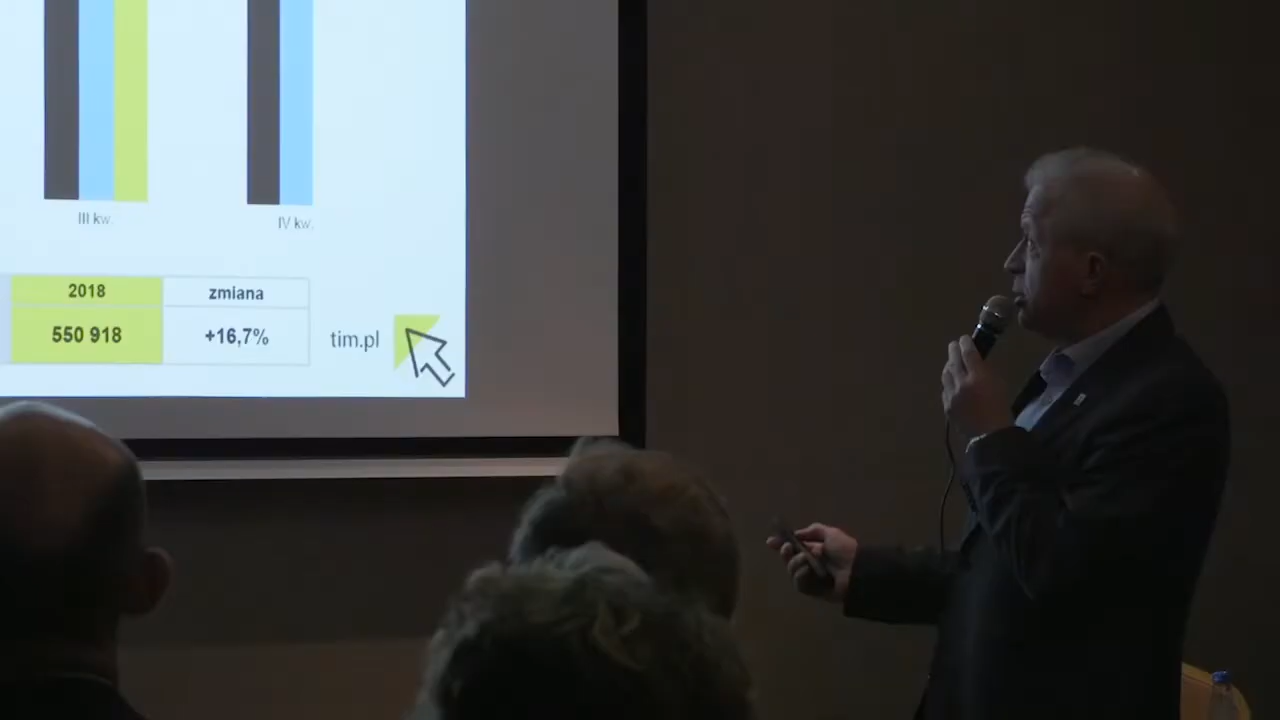 III kw.
IV kw.
2018
zmiana
550 918
+16,7%
tim.pl